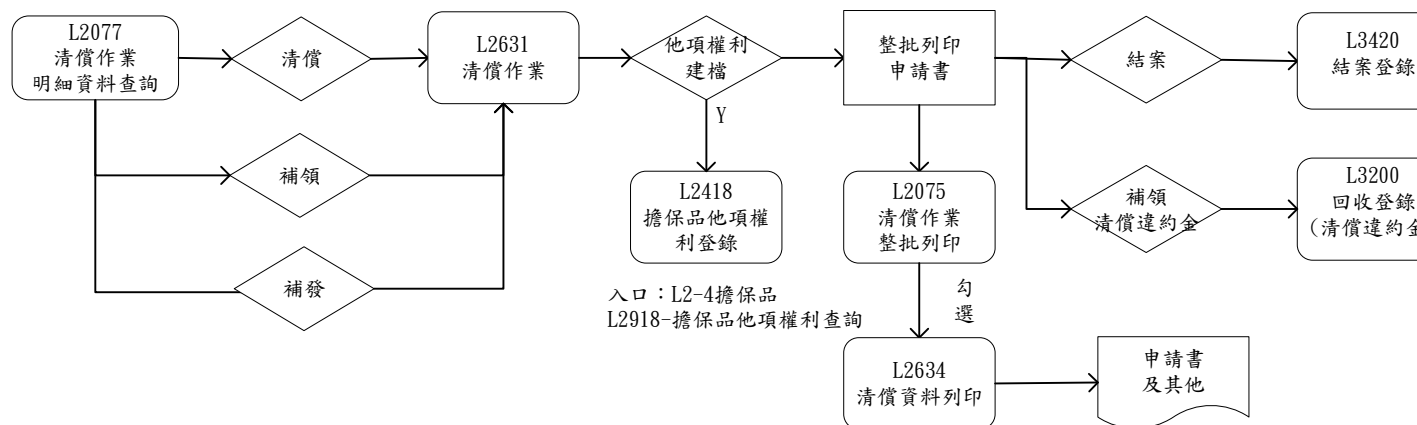 L2077
清償作業
明細資料查詢
清償
L2631
清償作業
他項權利
建檔
整批列印
申請書
結案
L3420
結案登錄
Y
補領
L2418
擔保品他項權
利登錄
L2075
清償作業
整批列印
補領
清償違約金
L3200
回收登錄
(清償違約金
補發
入口：L2-4擔保品
L2918-擔保品他項權利查詢
勾
選
L2634
清償資料列印
申請書
及其他